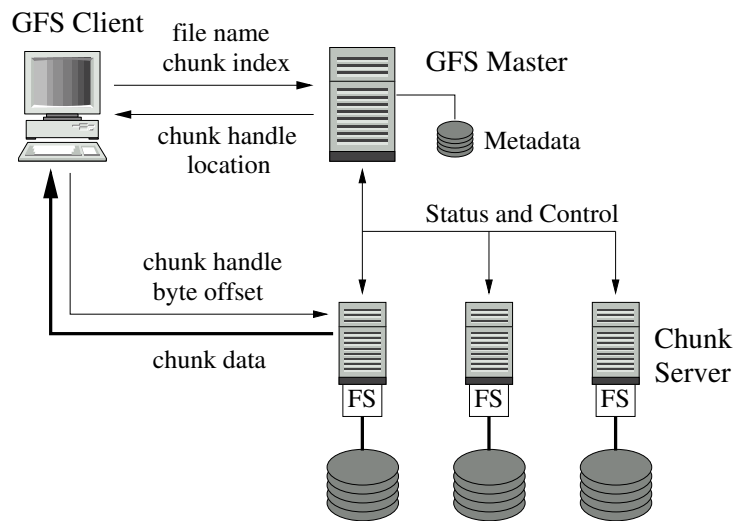 GFS Client
file name
chunk index
GFS Master
chunk handle
location
Metadata
Status and Control
chunk handle
byte offset
chunk data
Chunk
Server
FS
FS
FS